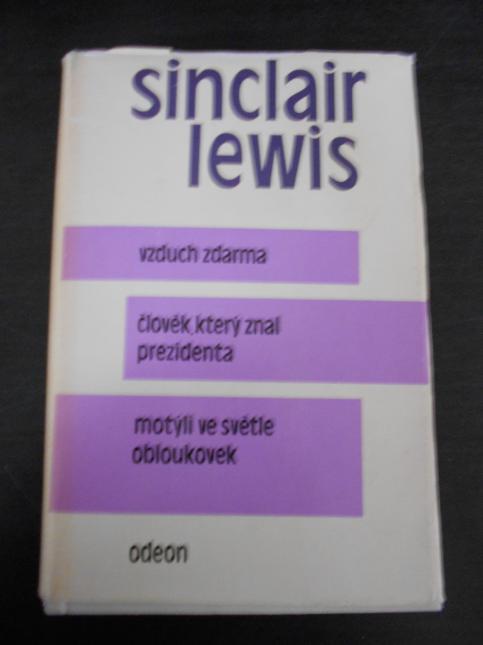 sinclair
lewis
vzduch zdarma
člověk, který znal
prezidenta
motýli ve světle
obloukovek
odeon